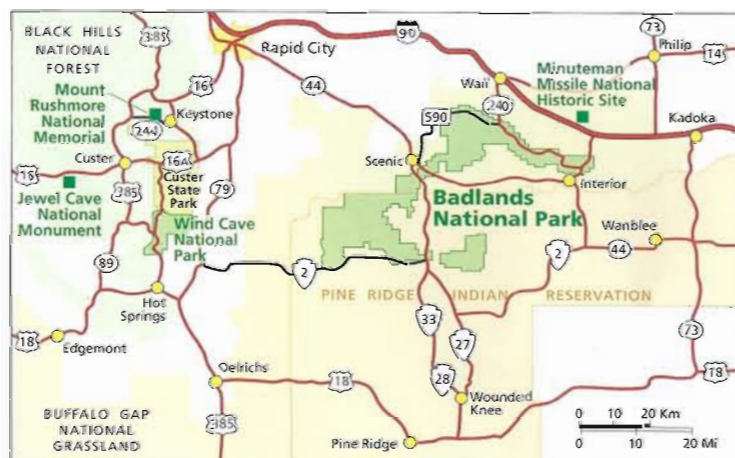 BLACK HILLS
NATIONAL
FOREST
385
Rapid City
90
73
Philip
14
16
44
Wall
Minuteman
Missile National
Historic Site
Mount
Rushmore
National
Memorial
Keystone
244
590
240
Kadoka
Custer
16A
Scenic
16
Custer
State
Park
385
79
Interior
Jewel Cave
National
Monument
Wind Cave
National
Park
Badlands
National Park
Wanblee
2
44
89
2
Hot
Springs
PINE RIDGE INDIAN RESERVATION
33
27
73
18
Edgemont
Oelrichs
18
28
Wounded
Knee
18
BUFFALO GAP
NATIONAL
GRASSLAND
385
Pine Ridge
0 10 20 Km
0 10 20 Mi